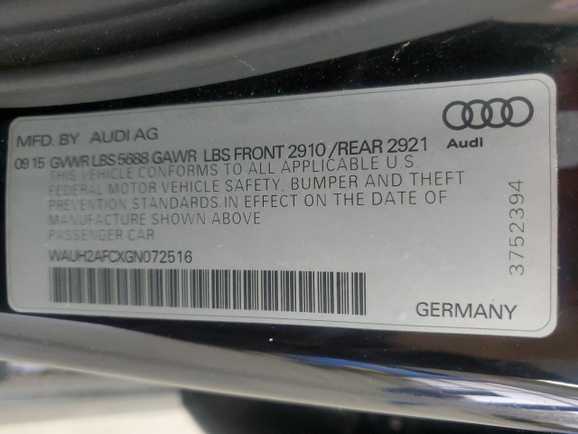 MFD. BY AUDI AG
09 15 GVWR LBS 5688 GAWR LBS FRONT 2910 /REAR 2921
THIS VEHICLE CONFORMS TO ALL APPLICABLE U S
FEDERAL MOTOR VEHICLE SAFETY, BUMPER AND THEFT
PREVENTION STANDARDS IN EFFECT ON THE DATE OF
MANUFACTURE SHOWN ABOVE
PASSENGER CAR
WAUH2AFCXGN072516
Audi
3752394
GERMANY